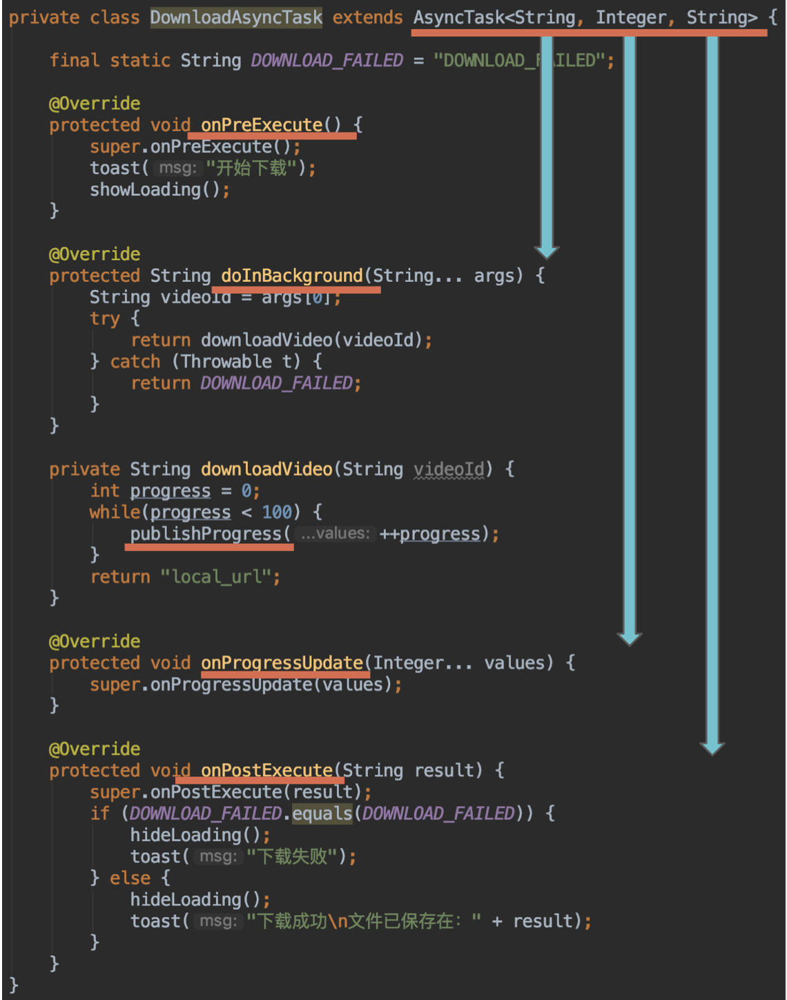 private class DownloadAsyncTask extends AsyncTask<String, Integer, String> {
final static String DOWNLOAD_FAILED = "DOWNLOAD_FAILED";
@Override
protected void onPreExecute() {
super.onPreExecute();
toast( msg: "开始下载");
showLoading();
}
@Override
protected String doInBackground(String... args) {
String videoId = args[0];
try {
return downloadVideo(videoId);
} catch (Throwable t) {
return DOWNLOAD_FAILED;
}
}
private String downloadVideo(String videoId) {
int progress = 0;
while(progress < 100) {
publishProgress( ...values: ++progress);
}
return "local_url";
}
@Override
protected void onProgressUpdate(Integer... values) {
super.onProgressUpdate(values);
}
@Override
protected void onPostExecute(String result) {
super.onPostExecute(result);
if (DOWNLOAD_FAILED.equals(DOWNLOAD_FAILED)) {
hideLoading();
toast( msg: "下载失败");
} else {
hideLoading();
toast( msg: "下载成功\n文件已保存在: " + result);
}
}
}